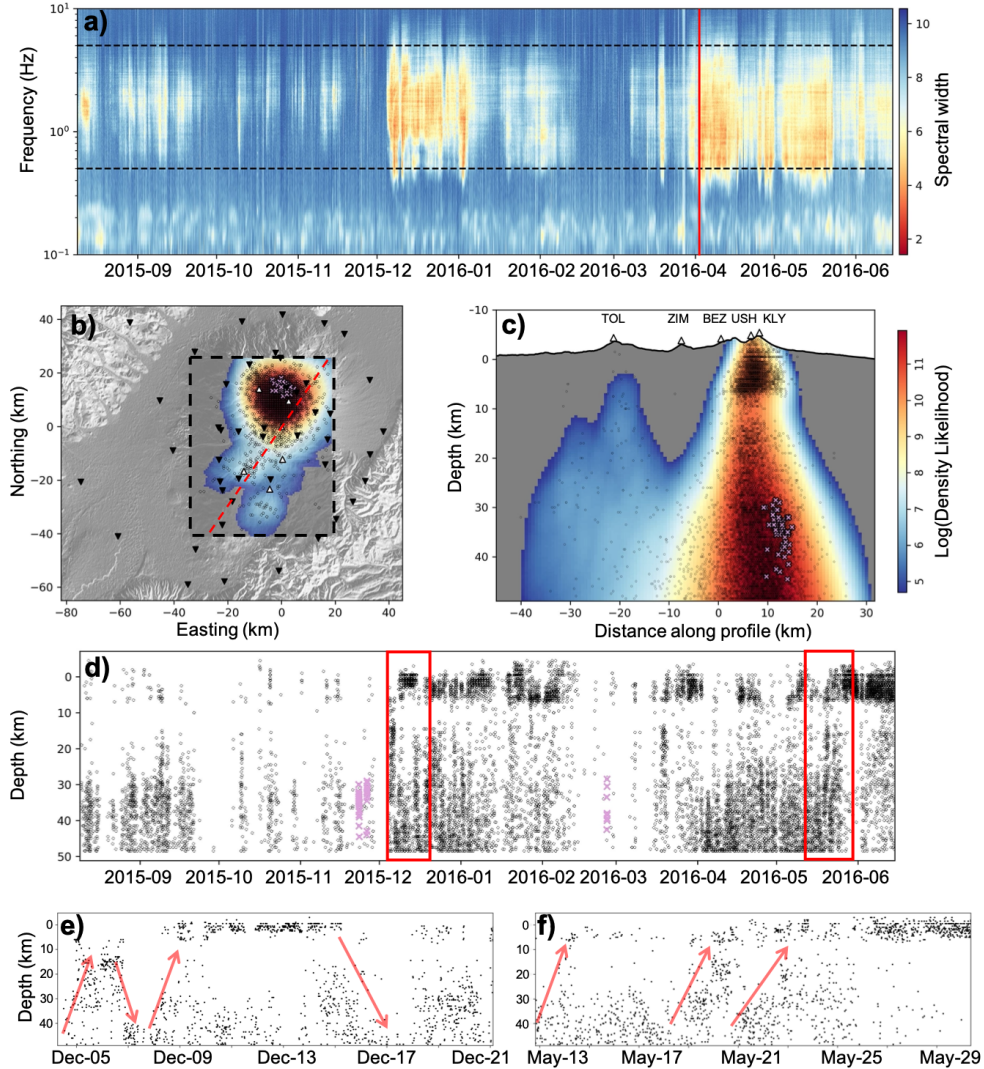 a)
Frequency (Hz)
10¹
10⁰
10⁻¹
2015-09 2015-10 2015-11 2015-12 2016-01 2016-02 2016-03 2016-04 2016-05 2016-06
10
8
6
4
2
Spectral width
b)
Northing (km)
40
20
0
−20
−40
−60
−80 −60 −40 −20 0 20 40
Easting (km)
c)
TOL ZIM BEZ USH KLY
Depth (km)
−10
0
10
20
30
40
−40 −30 −20 −10 0 10 20 30
Distance along profile (km)
11
10
9
8
7
6
5
Log(Density Likelihood)
d)
Depth (km)
0
10
20
30
40
50
2015-09 2015-10 2015-11 2015-12 2016-01 2016-02 2016-03 2016-04 2016-05 2016-06
e)
Depth (km)
0
10
20
30
40
Dec-05 Dec-09 Dec-13 Dec-17 Dec-21
f)
0
10
20
30
40
May-13 May-17 May-21 May-25 May-29